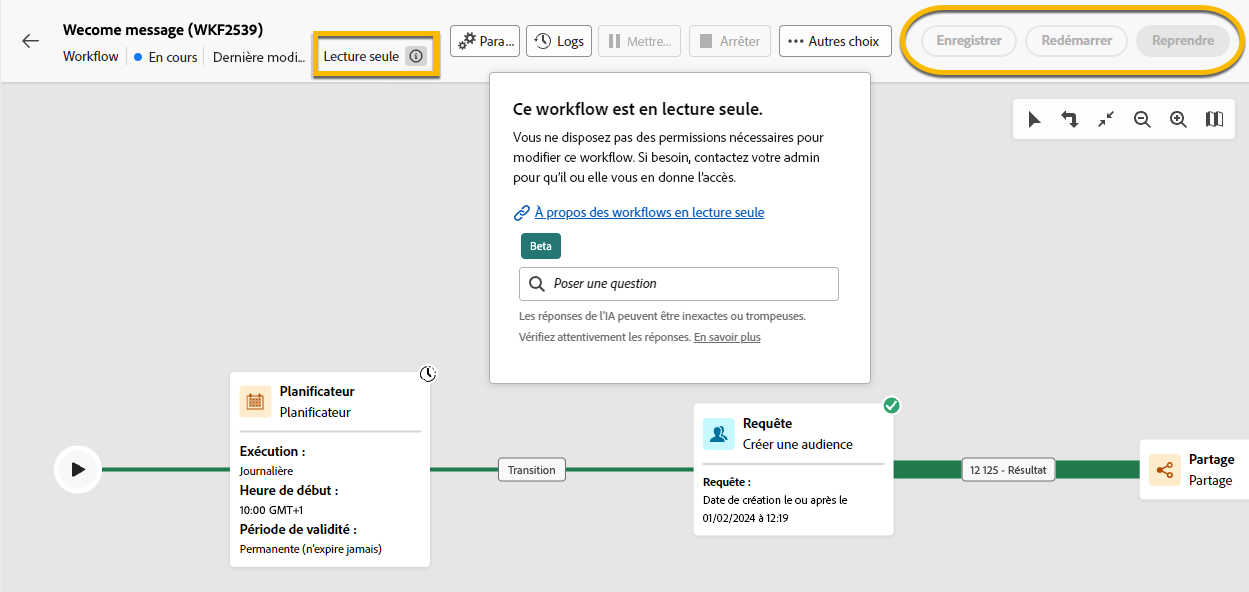 Wecome message (WKF2539)
Workflow
En cours
Dernière modi...
Lecture seule
Para...
Logs
Mettre...
Arrêter
Autres choix
Enregistrer
Redémarrer
Reprendre
Ce workflow est en lecture seule.
Vous ne disposez pas des permissions nécessaires pour
modifier ce workflow. Si besoin, contactez votre admin
pour qu'il ou elle vous en donne l'accès.
À propos des workflows en lecture seule
Beta
Poser une question
Les réponses de l'IA peuvent être inexactes ou trompeuses.
Vérifiez attentivement les réponses. En savoir plus
Planificateur
Planificateur
Exécution :
Journalière
Heure de début :
10:00 GMT+1
Période de validité :
Permanente (n'expire jamais)
Transition
Requête
Créer une audience
Requête :
Date de création le ou après le
01/02/2024 à 12:19
12 125 - Résultat
Partage
Partage